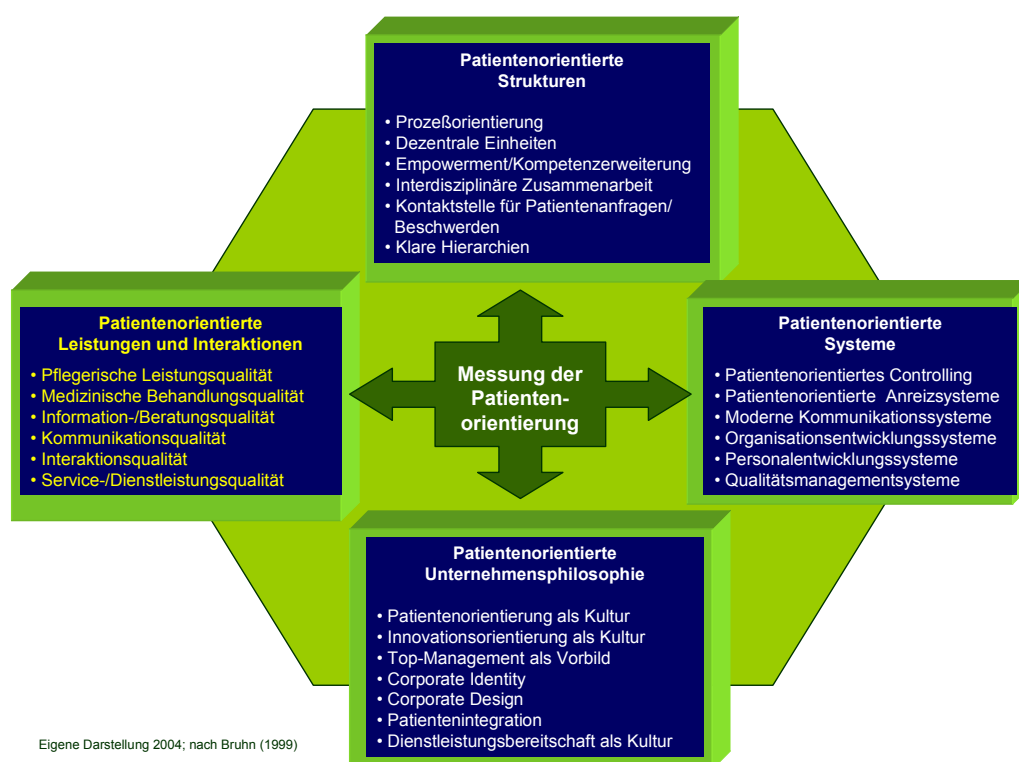 Patientenorientierte
Strukturen
• Prozeßorientierung
• Dezentrale Einheiten
• Empowerment/Kompetenzerweiterung
• Interdisziplinäre Zusammenarbeit
• Kontaktstelle für Patientenanfragen/
Beschwerden
• Klare Hierarchien
Patientenorientierte
Leistungen und Interaktionen
• Pflegerische Leistungsqualität
• Medizinische Behandlungsqualität
• Information-/Beratungsqualität
• Kommunikationsqualität
• Interaktionsqualität
• Service-/Dienstleistungsqualität
Messung der
Patienten-
orientierung
Patientenorientierte
Systeme
• Patientenorientiertes Controlling
• Patientenorientierte Anreizsysteme
• Moderne Kommunikationssysteme
• Organisationsentwicklungssysteme
• Personalentwicklungssysteme
• Qualitätsmanagementsysteme
Patientenorientierte
Unternehmensphilosophie
• Patientenorientierung als Kultur
• Innovationsorientierung als Kultur
• Top-Management als Vorbild
• Corporate Identity
• Corporate Design
• Patientenintegration
• Dienstleistungsbereitschaft als Kultur
Eigene Darstellung 2004; nach Bruhn (1999)